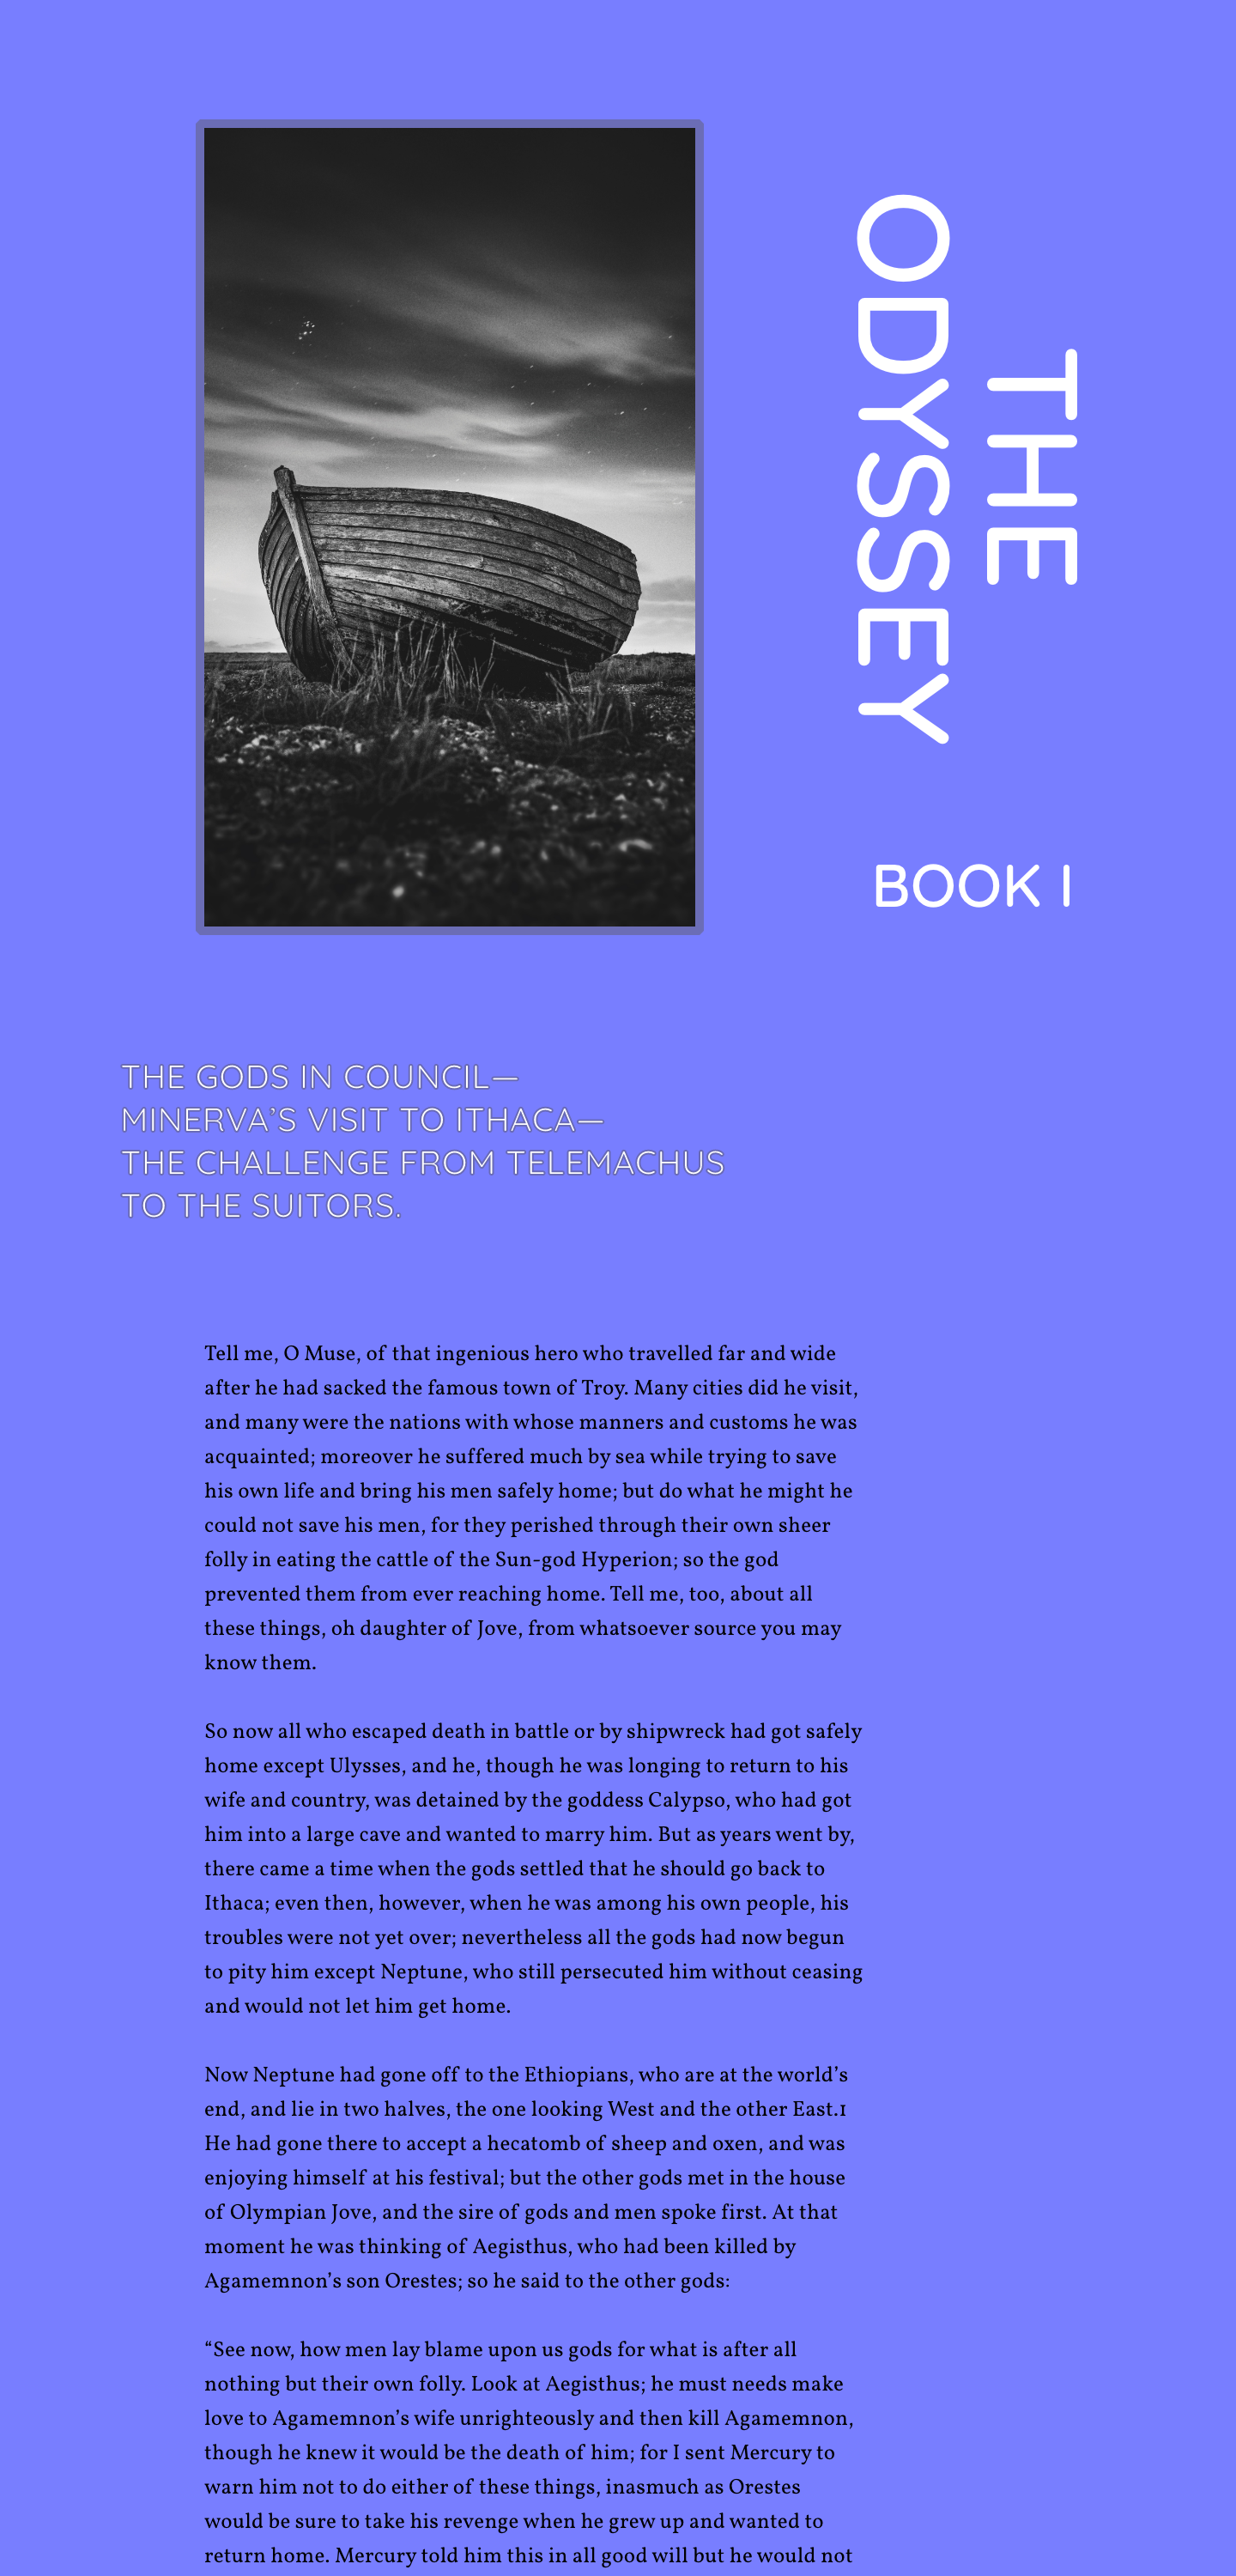 THE
ODYSSEY
BOOK I
THE GODS IN COUNCIL—
MINERVA’S VISIT TO ITHACA—
THE CHALLENGE FROM TELEMACHUS
TO THE SUITORS.
Tell me, O Muse, of that ingenious hero who travelled far and wide
after he had sacked the famous town of Troy. Many cities did he visit,
and many were the nations with whose manners and customs he was
acquainted; moreover he suffered much by sea while trying to save
his own life and bring his men safely home; but do what he might he
could not save his men, for they perished through their own sheer
folly in eating the cattle of the Sun-god Hyperion; so the god
prevented them from ever reaching home. Tell me, too, about all
these things, oh daughter of Jove, from whatsoever source you may
know them.
So now all who escaped death in battle or by shipwreck had got safely
home except Ulysses, and he, though he was longing to return to his
wife and country, was detained by the goddess Calypso, who had got
him into a large cave and wanted to marry him. But as years went by,
there came a time when the gods settled that he should go back to
Ithaca; even then, however, when he was among his own people, his
troubles were not yet over; nevertheless all the gods had now begun
to pity him except Neptune, who still persecuted him without ceasing
and would not let him get home.
Now Neptune had gone off to the Ethiopians, who are at the world’s
end, and lie in two halves, the one looking West and the other East.1
He had gone there to accept a hecatomb of sheep and oxen, and was
enjoying himself at his festival; but the other gods met in the house
of Olympian Jove, and the sire of gods and men spoke first. At that
moment he was thinking of Aegisthus, who had been killed by
Agamemnon’s son Orestes; so he said to the other gods:
“See now, how men lay blame upon us gods for what is after all
nothing but their own folly. Look at Aegisthus; he must needs make
love to Agamemnon’s wife unrighteously and then kill Agamemnon,
though he knew it would be the death of him; for I sent Mercury to
warn him not to do either of these things, inasmuch as Orestes
would be sure to take his revenge when he grew up and wanted to
return home. Mercury told him this in all good will but he would not